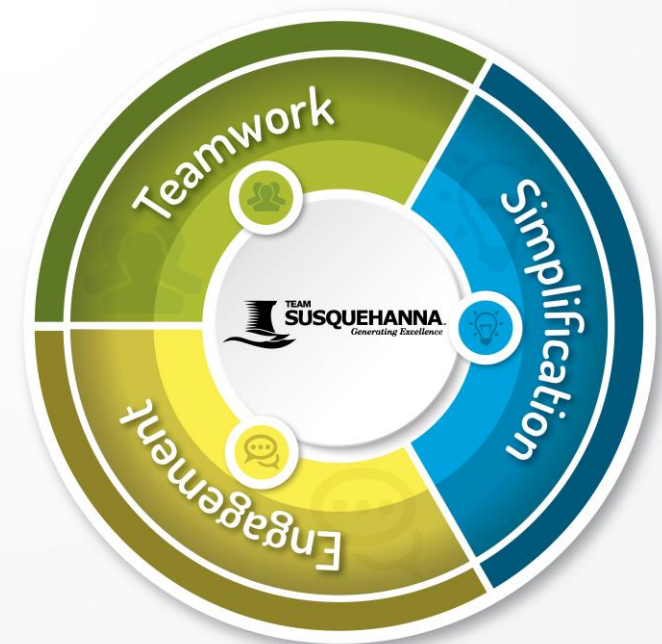 Teamwork
Simplification
Engagement
TEAM
SUSQUEHANNA
Generating Excellence